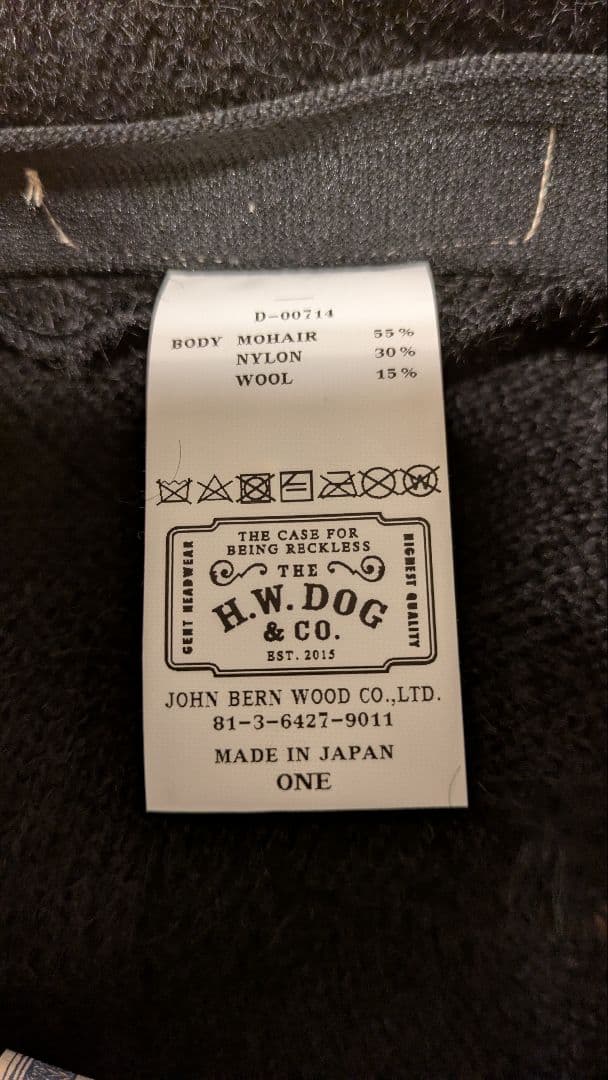 D-00714
BODY MOHAIR 55%
NYLON 30%
WOOL 15%
W
THE CASE FOR
BEING RECKLESS
GENT HEADWEAR
THE
H.W. DOG
& CO.
EST. 2015
HIGHEST QUALITY
JOHN BERN WOOD CO.,LTD.
81-3-6427-9011
MADE IN JAPAN
ONE